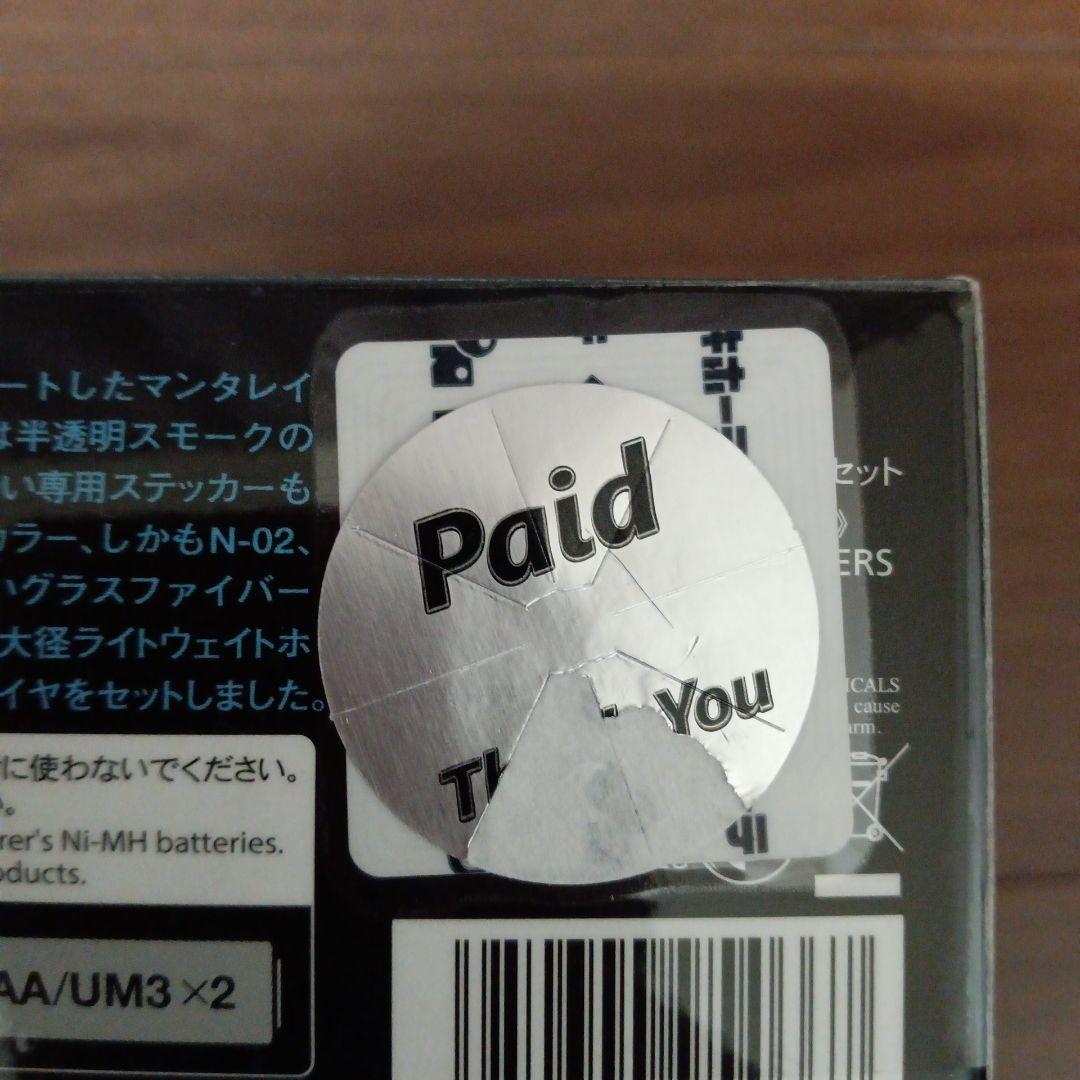 ートしたマンタレイ
は半透明スモークの
い専用ステッカーも
カラー、しかもN-02、
いグラスファイバー
大径ライトウェイトホ
イヤをセットしました。
に使わないでください。
い。
rer's Ni-MH batteries.
oducts.
AA/UM3×2
Paid
You
セット
》
ERS
ICALS
cause
arm.